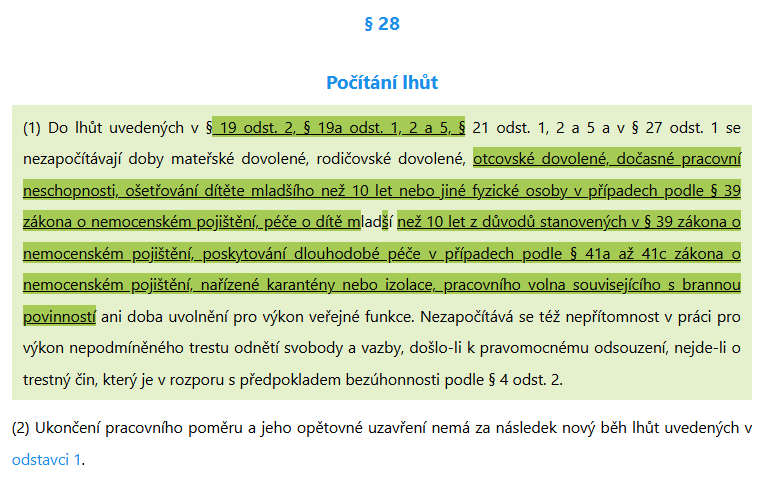 § 28
Počítání lhůt
(1) Do lhůt uvedených v § 19 odst. 2, § 19a odst. 1, 2 a 5, § 21 odst. 1, 2 a 5 a v § 27 odst. 1 se
nezapočítávají doby mateřské dovolené, rodičovské dovolené, otcovské dovolené, dočasné pracovní
neschopnosti, ošetřování dítěte mladšího než 10 let nebo jiné fyzické osoby v případech podle § 39
zákona o nemocenském pojištění, péče o dítě mladší než 10 let z důvodů stanovených v § 39 zákona o
nemocenském pojištění, poskytování dlouhodobé péče v případech podle § 41a až 41c zákona o
nemocenském pojištění, nařízené karantény nebo izolace, pracovního volna souvisejícího s brannou
povinností ani doba uvolnění pro výkon veřejné funkce. Nezapočítává se též nepřítomnost v práci pro
výkon nepodmíněného trestu odnětí svobody a vazby, došlo-li k pravomocnému odsouzení, nejde-li o
trestný čin, který je v rozporu s předpokladem bezúhonnosti podle § 4 odst. 2.
(2) Ukončení pracovního poměru a jeho opětovné uzavření nemá za následek nový běh lhůt uvedených v
odstavci 1.